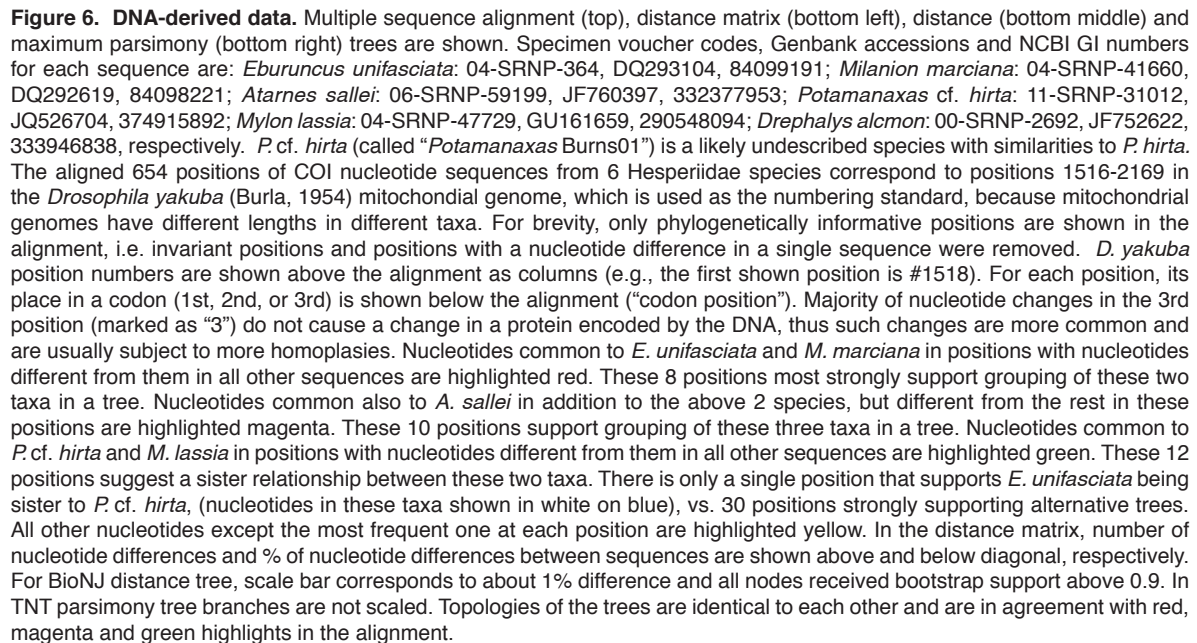 Figure 6. DNA-derived data. Multiple sequence alignment (top), distance matrix (bottom left), distance (bottom middle) and
maximum parsimony (bottom right) trees are shown. Specimen voucher codes, Genbank accessions and NCBI GI numbers
for each sequence are: Eburuncus unifasciata: 04-SRNP-364, DQ293104, 84099191; Milanion marciana: 04-SRNP-41660,
DQ292619, 84098221; Atarnes sallei: 06-SRNP-59199, JF760397, 332377953; Potamanaxas cf. hirta: 11-SRNP-31012,
JQ526704, 374915892; Mylon lassia: 04-SRNP-47729, GU161659, 290548094; Drephalys alcmon: 00-SRNP-2692, JF752622,
333946838, respectively. P. cf. hirta (called “Potamanaxas Burns01”) is a likely undescribed species with similarities to P. hirta.
The aligned 654 positions of COI nucleotide sequences from 6 Hesperiidae species correspond to positions 1516-2169 in
the Drosophila yakuba (Burla, 1954) mitochondial genome, which is used as the numbering standard, because mitochondrial
genomes have different lengths in different taxa. For brevity, only phylogenetically informative positions are shown in the
alignment, i.e. invariant positions and positions with a nucleotide difference in a single sequence were removed. D. yakuba
position numbers are shown above the alignment as columns (e.g., the first shown position is #1518). For each position, its
place in a codon (1st, 2nd, or 3rd) is shown below the alignment (“codon position”). Majority of nucleotide changes in the 3rd
position (marked as “3”) do not cause a change in a protein encoded by the DNA, thus such changes are more common and
are usually subject to more homoplasies. Nucleotides common to E. unifasciata and M. marciana in positions with nucleotides
different from them in all other sequences are highlighted red. These 8 positions most strongly support grouping of these two
taxa in a tree. Nucleotides common also to A. sallei in addition to the above 2 species, but different from the rest in these
positions are highlighted magenta. These 10 positions support grouping of these three taxa in a tree. Nucleotides common to
P. cf. hirta and M. lassia in positions with nucleotides different from them in all other sequences are highlighted green. These 12
positions suggest a sister relationship between these two taxa. There is only a single position that supports E. unifasciata being
sister to P. cf. hirta, (nucleotides in these taxa shown in white on blue), vs. 30 positions strongly supporting alternative trees.
All other nucleotides except the most frequent one at each position are highlighted yellow. In the distance matrix, number of
nucleotide differences and % of nucleotide differences between sequences are shown above and below diagonal, respectively.
For BioNJ distance tree, scale bar corresponds to about 1% difference and all nodes received bootstrap support above 0.9. In
TNT parsimony tree branches are not scaled. Topologies of the trees are identical to each other and are in agreement with red,
magenta and green highlights in the alignment.